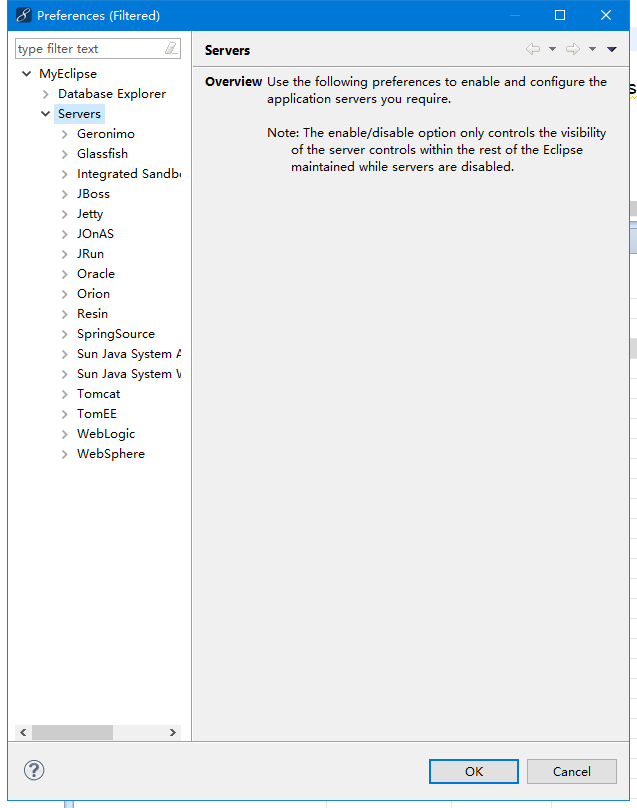 Preferences (Filtered)
type filter text
Servers
MyEclipse
Database Explorer
Servers
Geronimo
Glassfish
Integrated Sandb
JBoss
Jetty
JOnAS
JRun
Oracle
Orion
Resin
SpringSource
Sun Java System A
Sun Java System
Tomcat
TomEE
WebLogic
WebSphere
Overview Use the following preferences to enable and configure the
application servers you require.
Note: The enable/disable option only controls the visibility
of the server controls within the rest of the Eclipse
maintained while servers are disabled.
?
OK
Cancel
s